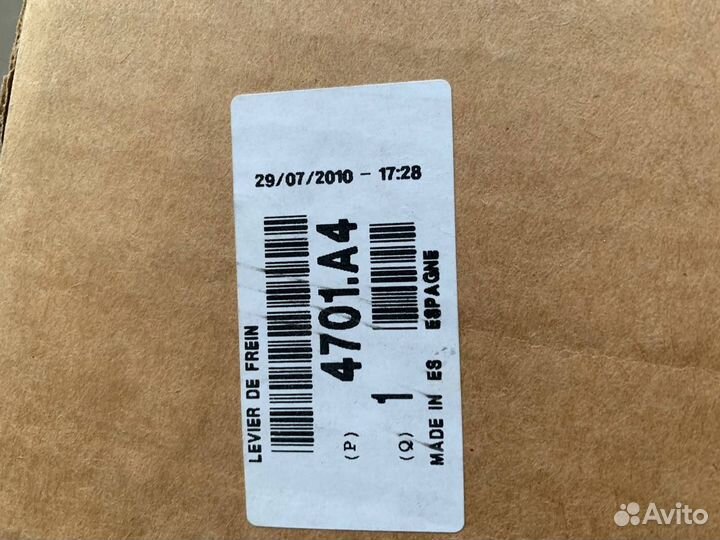 29/07/2010 - 17:28
LEVIER DE FREIN
(P) 4701.A4
(Q) 1
MADE IN ES ESPAGNE
Avito